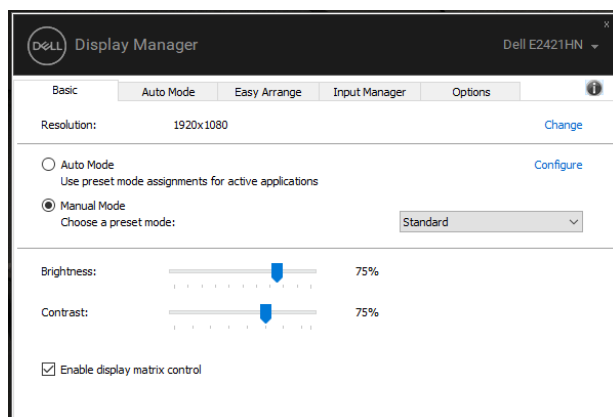 DELL Display Manager
Dell E2421HN
x
Basic Auto Mode Easy Arrange Input Manager Options
Resolution: 1920x1080 Change
Auto Mode Configure
Use preset mode assignments for active applications
Manual Mode
Choose a preset mode: Standard
Brightness: 75%
Contrast: 75%
Enable display matrix control